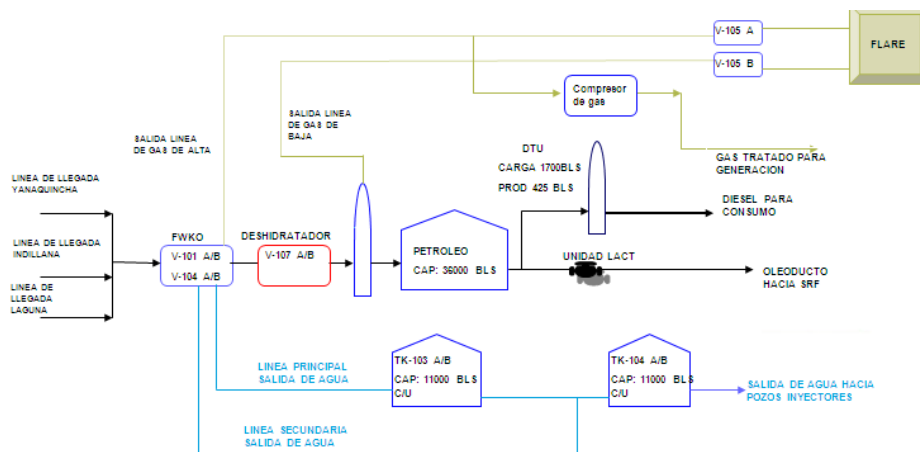 V-105 A
FLARE
V-105 B
Compresor
de gas
SALIDA LINEA
DE GAS DE
BAJA
SALIDA LINEA
DE GAS DE ALTA
DTU
CARGA 1700BLS
PROD 425 BLS
GAS TRATADO PARA
GENERACION
LINEA DE LLEGADA
YANAQUINCHA
DIESEL PARA
CONSUMO
LINEA DE LLEGADA
INDILLANA
FWKO
V-101 A/B
V-104 A/B
DESHIDRATADOR
V-107 A/B
PETROLEO
CAP: 36000 BLS
UNIDAD LACT
OLEODUCTO
HACIA SRF
LINEA DE
LLEGADA
LAGUNA
LINEA PRINCIPAL
SALIDA DE AGUA
TK-103 A/B
CAP: 11000 BLS
C/U
TK-104 A/B
CAP: 11000 BLS
C/U
SALIDA DE AGUA HACIA
POZOS INYECTORES
LINEA SECUNDARIA
SALIDA DE AGUA